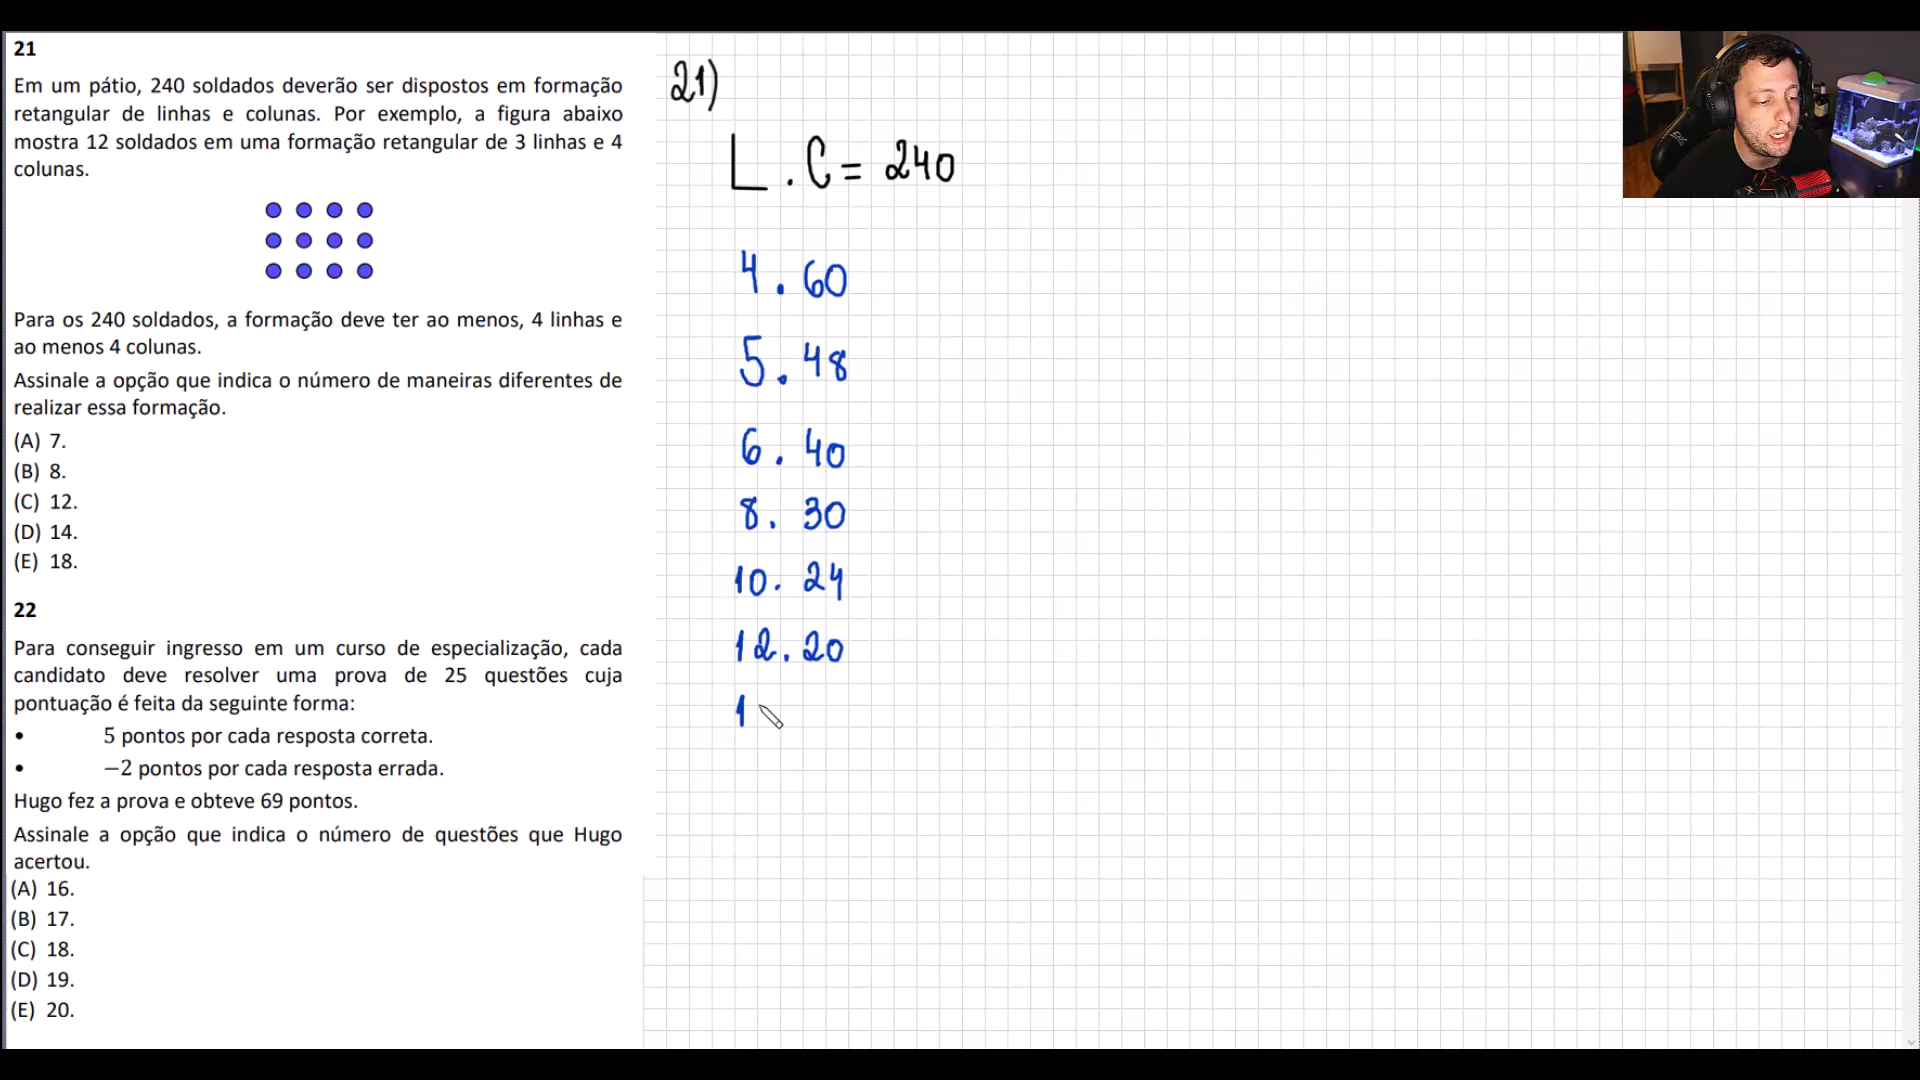 21
Em um pátio, 240 soldados deverão ser dispostos em formação
retangular de linhas e colunas. Por exemplo, a figura abaixo
mostra 12 soldados em uma formação retangular de 3 linhas e 4
colunas.
Para os 240 soldados, a formação deve ter ao menos, 4 linhas e
ao menos 4 colunas.
Assinale a opção que indica o número de maneiras diferentes de
realizar essa formação.
(A) 7.
(B) 8.
(C) 12.
(D) 14.
(E) 18.
22
Para conseguir ingresso em um curso de especialização, cada
candidato deve resolver uma prova de 25 questões cuja
pontuação é feita da seguinte forma:
• 5 pontos por cada resposta correta.
• −2 pontos por cada resposta errada.
Hugo fez a prova e obteve 69 pontos.
Assinale a opção que indica o número de questões que Hugo
acertou.
(A) 16.
(B) 17.
(C) 18.
(D) 19.
(E) 20.
21)
L . C = 240
4 . 60
5 . 48
6 . 40
8 . 30
10 . 24
12 . 20
1